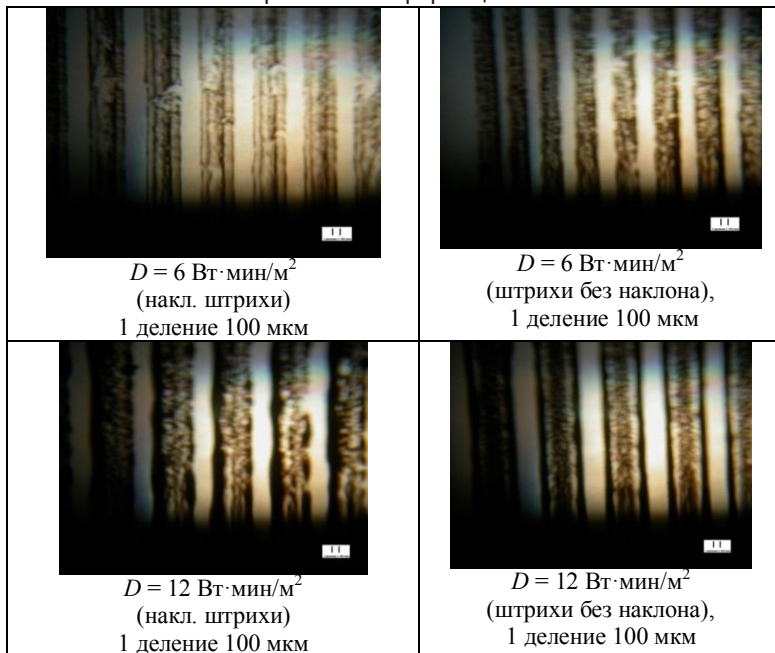 D = 6 Вт·мин/м²
(накл. штрихи)
1 деление 100 мкм
D = 6 Вт·мин/м²
(штрихи без наклона),
1 деление 100 мкм
D = 12 Вт·мин/м²
(накл. штрихи)
1 деление 100 мкм
D = 12 Вт·мин/м²
(штрихи без наклона),
1 деление 100 мкм